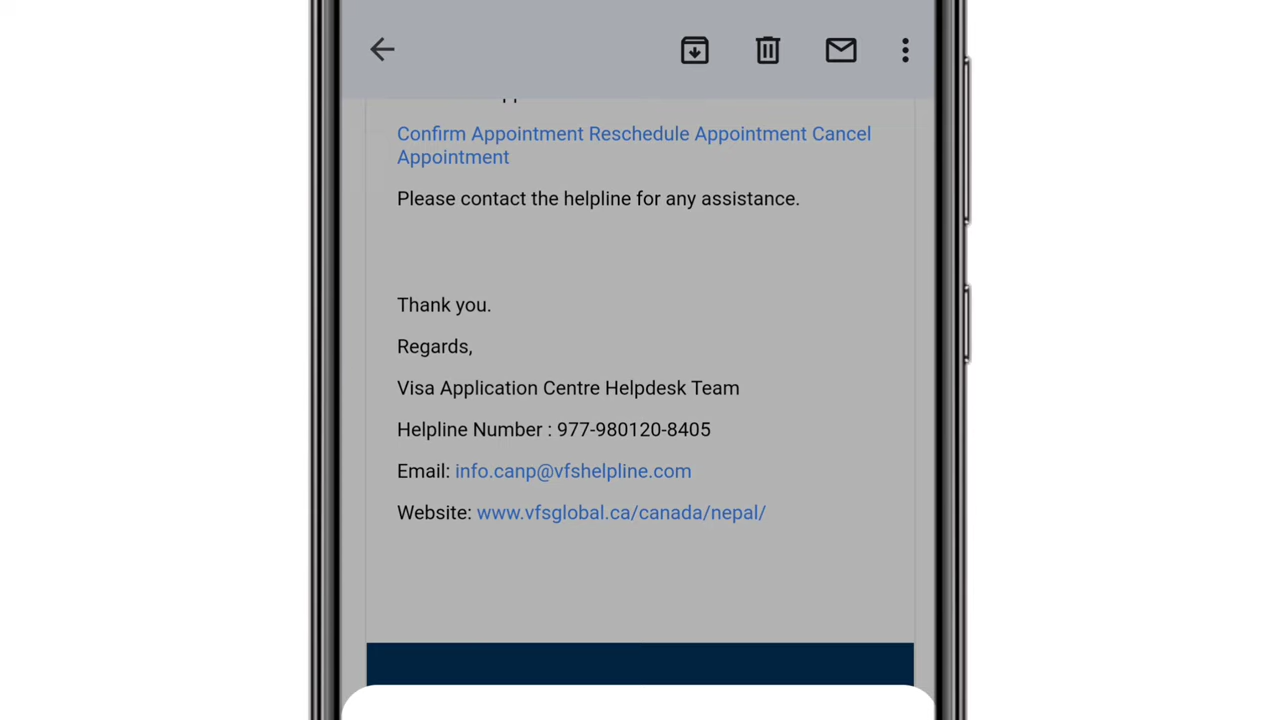 Confirm Appointment Reschedule Appointment Cancel
Appointment
Please contact the helpline for any assistance.
Thank you.
Regards,
Visa Application Centre Helpdesk Team
Helpline Number : 977-980120-8405
Email: info.canp@vfshelpline.com
Website: www.vfsglobal.ca/canada/nepal/